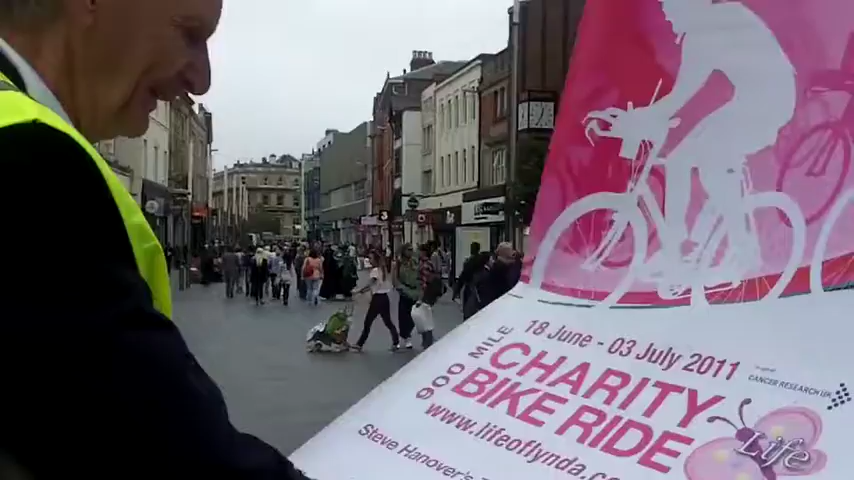 18 June - 03 July 2011
900 MILE
CHARITY
BIKE RIDE
CANCER RESEARCH UK
www.lifeoflynda.co
Life
Steve Hanover's